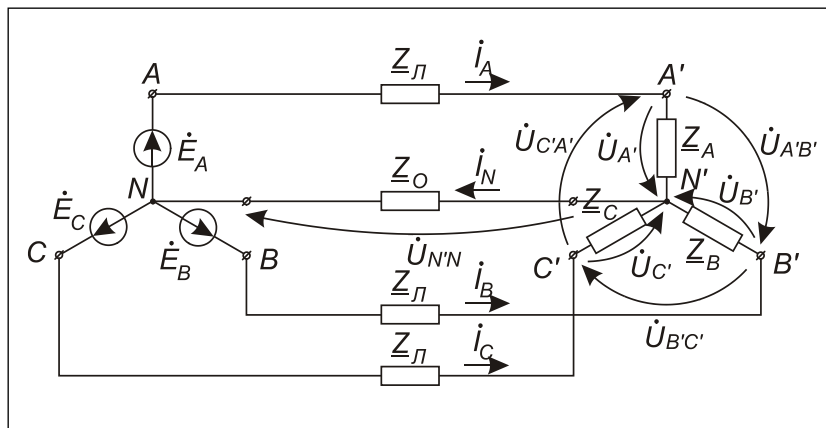 A Z_Л İ_A A'
Ė_A U̇_C'A' U̇_A' Z_A U̇_A'B'
N Z_O İ_N N' U̇_B'
Ė_C Z_C
C Ė_B B U̇_N'N C' U̇_C' Z_B B'
Z_Л İ_B
U̇_B'C'
Z_Л İ_C